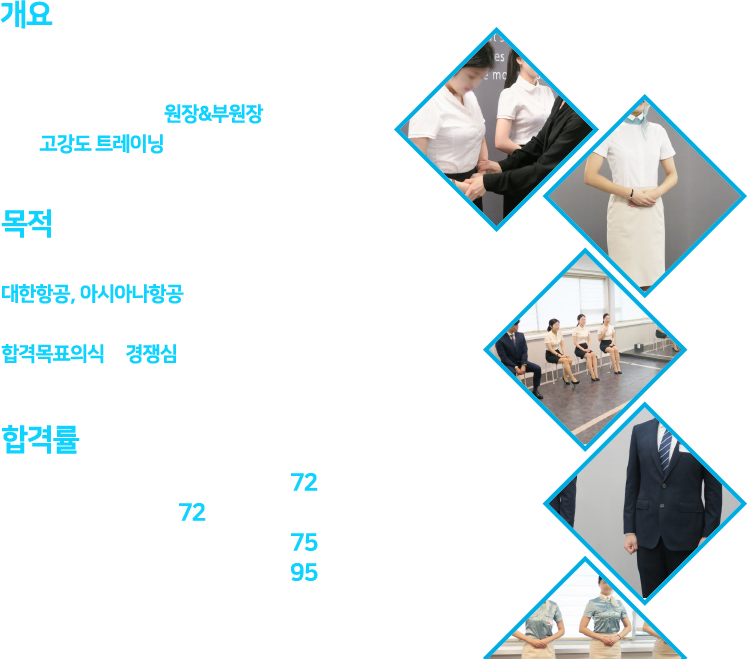 개요
원장&부원장
고강도 트레이닝
목적
대한항공, 아시아나항공
합격목표의식 경쟁심
합격률
72
72
75
95